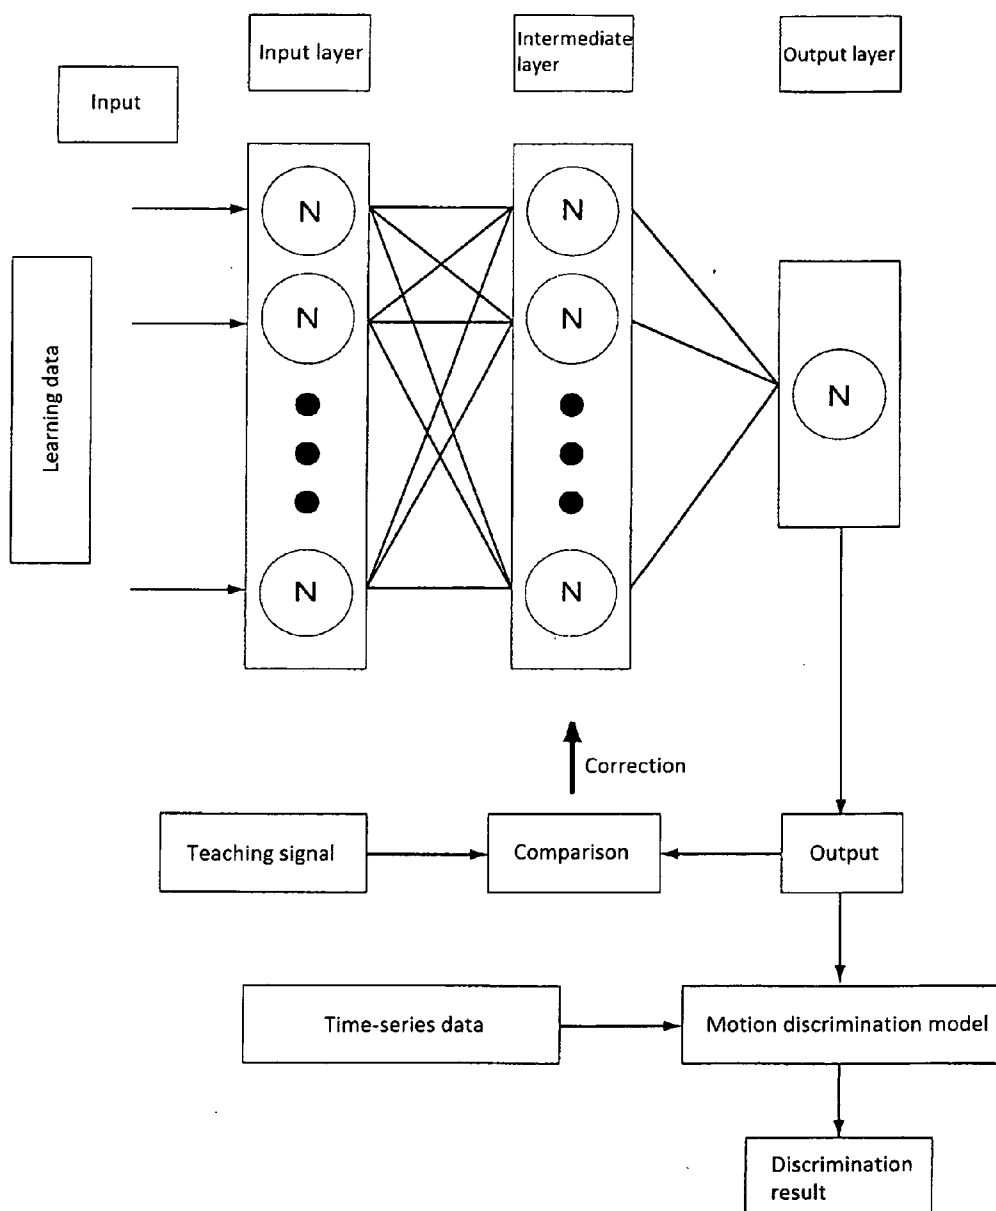 Input layer
Intermediate
layer
Output layer
Input
N
N
N
N
Learning data
N
N
N
Correction
Teaching signal
Comparison
Output
Time-series data
Motion discrimination model
Discrimination
result